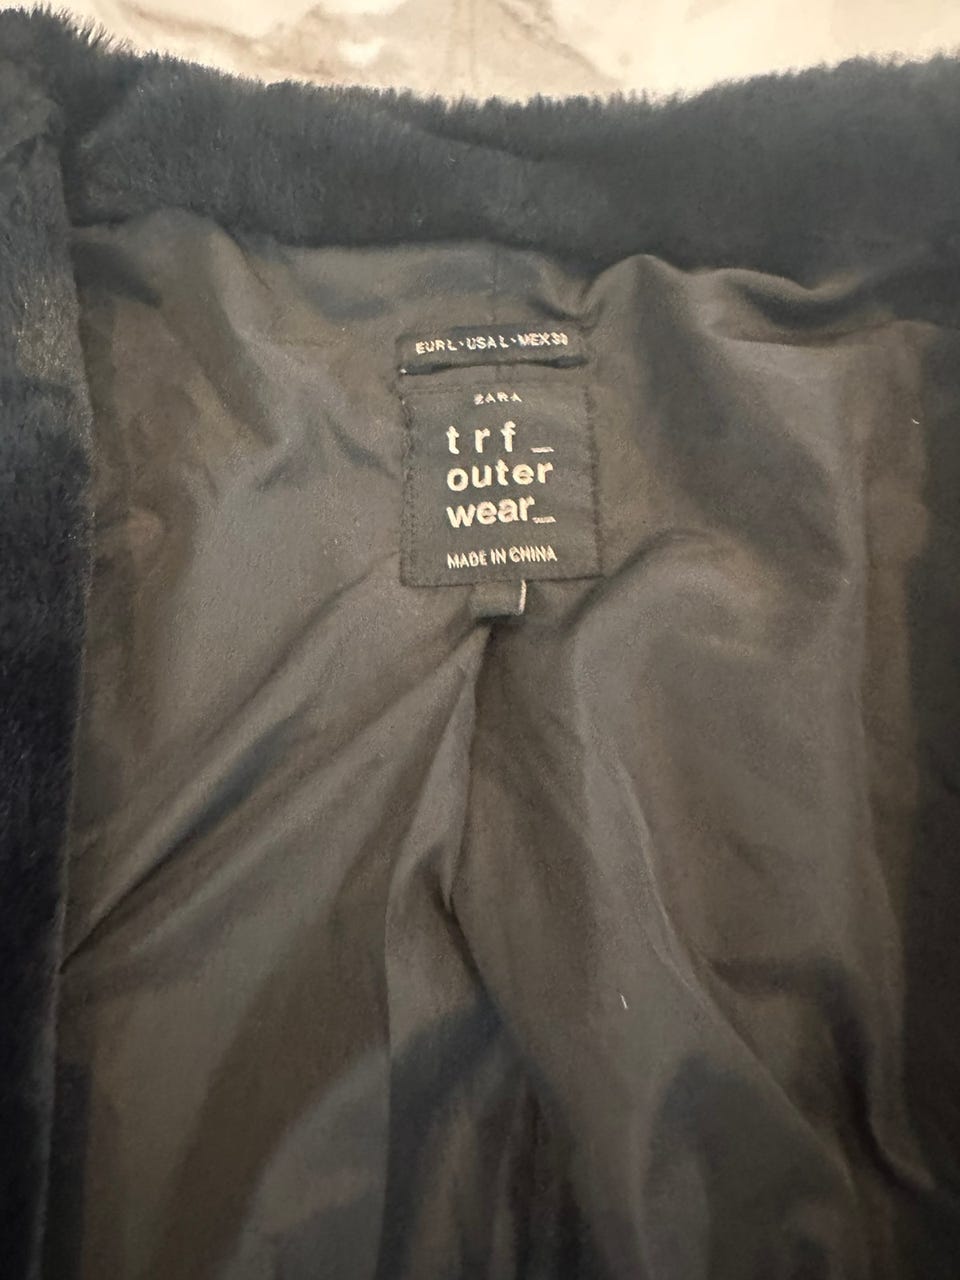 EUR L · USA L · MEX 30
ZARA
trf_
outer
wear_
MADE IN CHINA